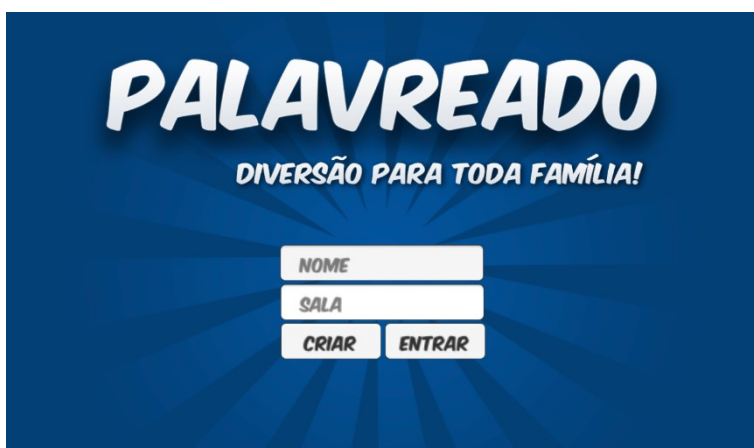 PALAVREADO
DIVERSÃO PARA TODA FAMÍLIA!
NOME
SALA
CRIAR ENTRAR